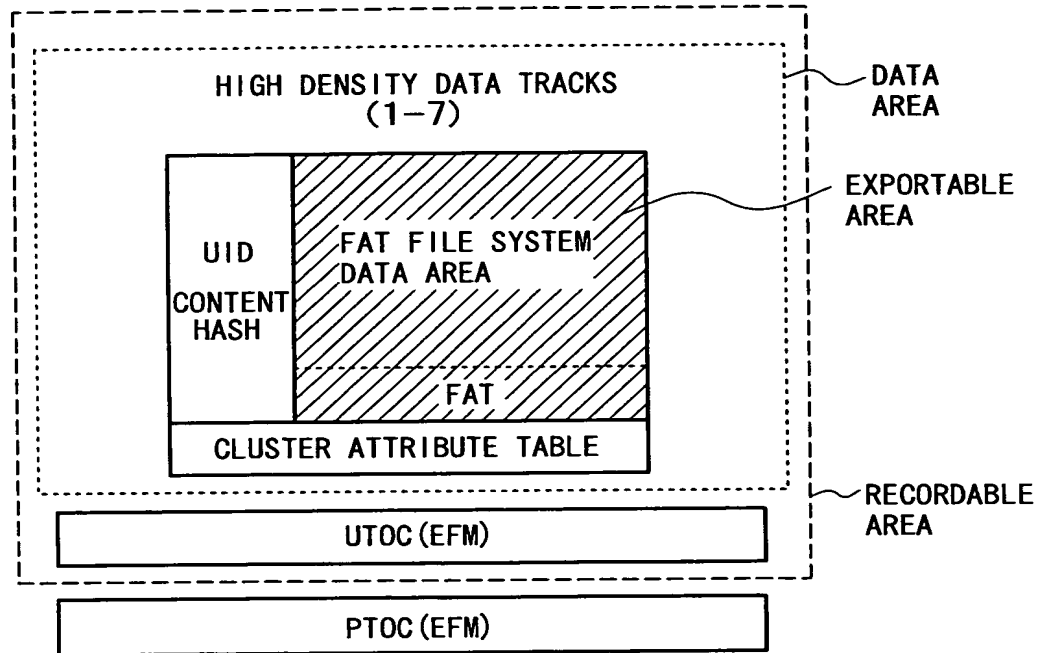 HIGH DENSITY DATA TRACKS
(1-7)
DATA
AREA
EXPORTABLE
AREA
UID
CONTENT
HASH
FAT FILE SYSTEM
DATA AREA
FAT
CLUSTER ATTRIBUTE TABLE
RECORDABLE
AREA
UTOC(EFM)
PTOC(EFM)